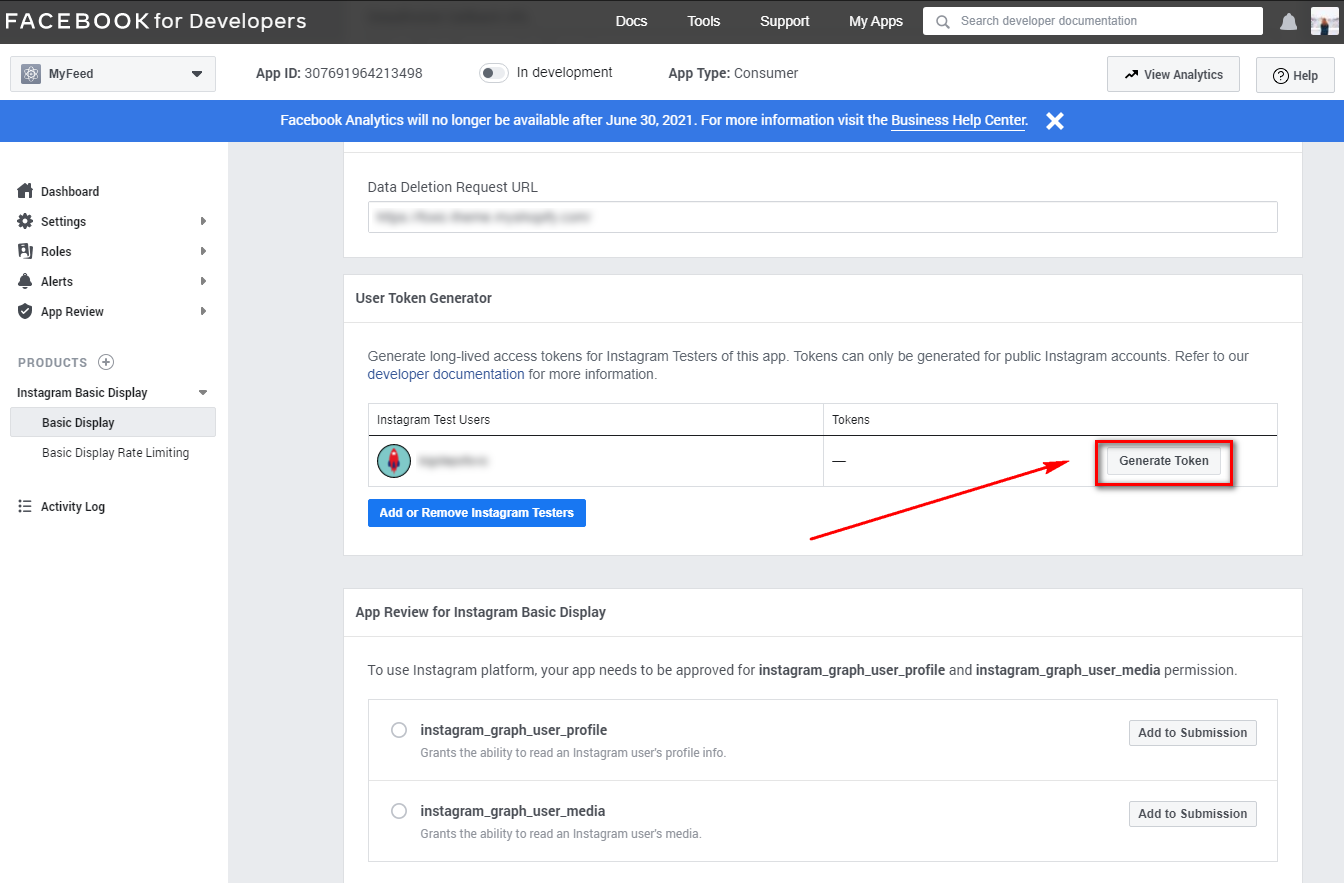 FACEBOOK for Developers
Docs
Tools
Support
My Apps
Search developer documentation
MyFeed
App ID: 307691964213498
In development
App Type: Consumer
View Analytics
Help
Facebook Analytics will no longer be available after June 30, 2021. For more information visit the Business Help Center.
Dashboard
Settings
Roles
Alerts
App Review
PRODUCTS
Instagram Basic Display
Basic Display
Basic Display Rate Limiting
Activity Log
Data Deletion Request URL
User Token Generator
Generate long-lived access tokens for Instagram Testers of this app. Tokens can only be generated for public Instagram accounts. Refer to our
developer documentation for more information.
Instagram Test Users
Tokens
—
Generate Token
Add or Remove Instagram Testers
App Review for Instagram Basic Display
To use Instagram platform, your app needs to be approved for instagram_graph_user_profile and instagram_graph_user_media permission.
instagram_graph_user_profile
Grants the ability to read an Instagram user's profile info.
Add to Submission
instagram_graph_user_media
Grants the ability to read an Instagram user's media.
Add to Submission